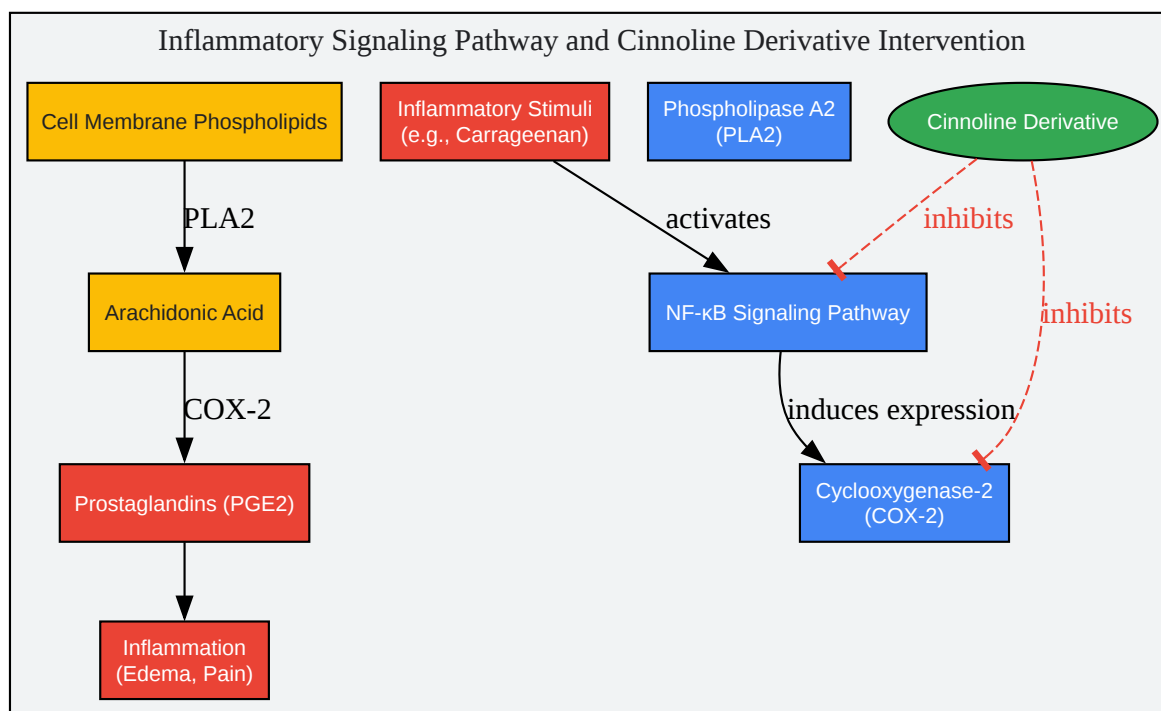 Inflammatory Signaling Pathway and Cinnoline Derivative Intervention
Cell Membrane Phospholipids
Inflammatory Stimuli
(e.g., Carrageenan)
Phospholipase A2
(PLA2)
Cinnoline Derivative
PLA2
activates
inhibits
Arachidonic Acid
NF-κB Signaling Pathway
inhibits
COX-2
induces expression
Prostaglandins (PGE2)
Cyclooxygenase-2
(COX-2)
Inflammation
(Edema, Pain)